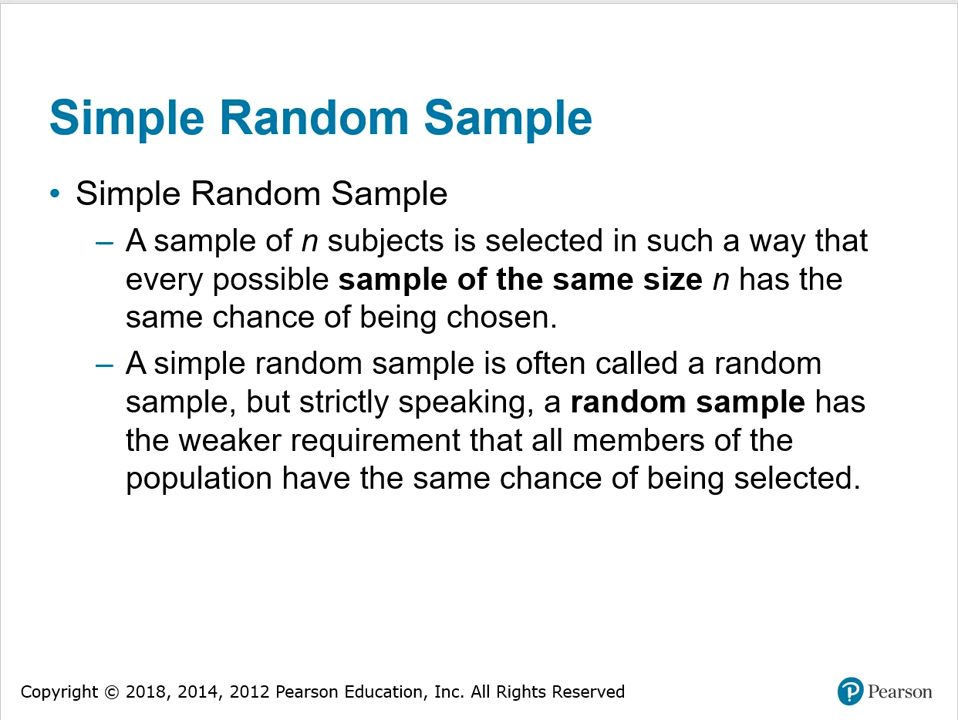 Simple Random Sample
• Simple Random Sample
– A sample of n subjects is selected in such a way that
every possible sample of the same size n has the
same chance of being chosen.
– A simple random sample is often called a random
sample, but strictly speaking, a random sample has
the weaker requirement that all members of the
population have the same chance of being selected.
Copyright © 2018, 2014, 2012 Pearson Education, Inc. All Rights Reserved
P Pearson